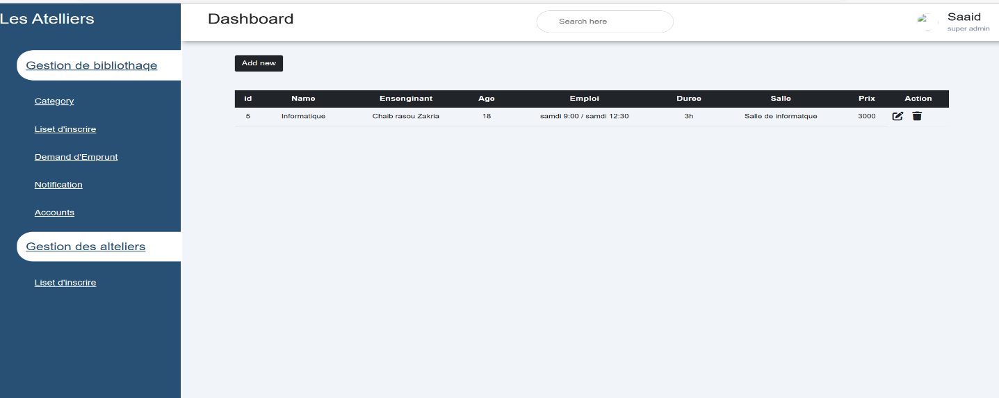 Les Atelliers
Dashboard
Search here
Saaid
super admin
Gestion de bibliothaqe
Category
Liset d'inscrire
Demand d'Emprunt
Notification
Accounts
Gestion des alteliers
Liset d'inscrire
Add new
id Name Ensenginant Age Emploi Duree Salle Prix Action
5 Informatique Chaib rasou Zakria 18 samdi 9:00 / samdi 12:30 3h Salle de informatque 3000